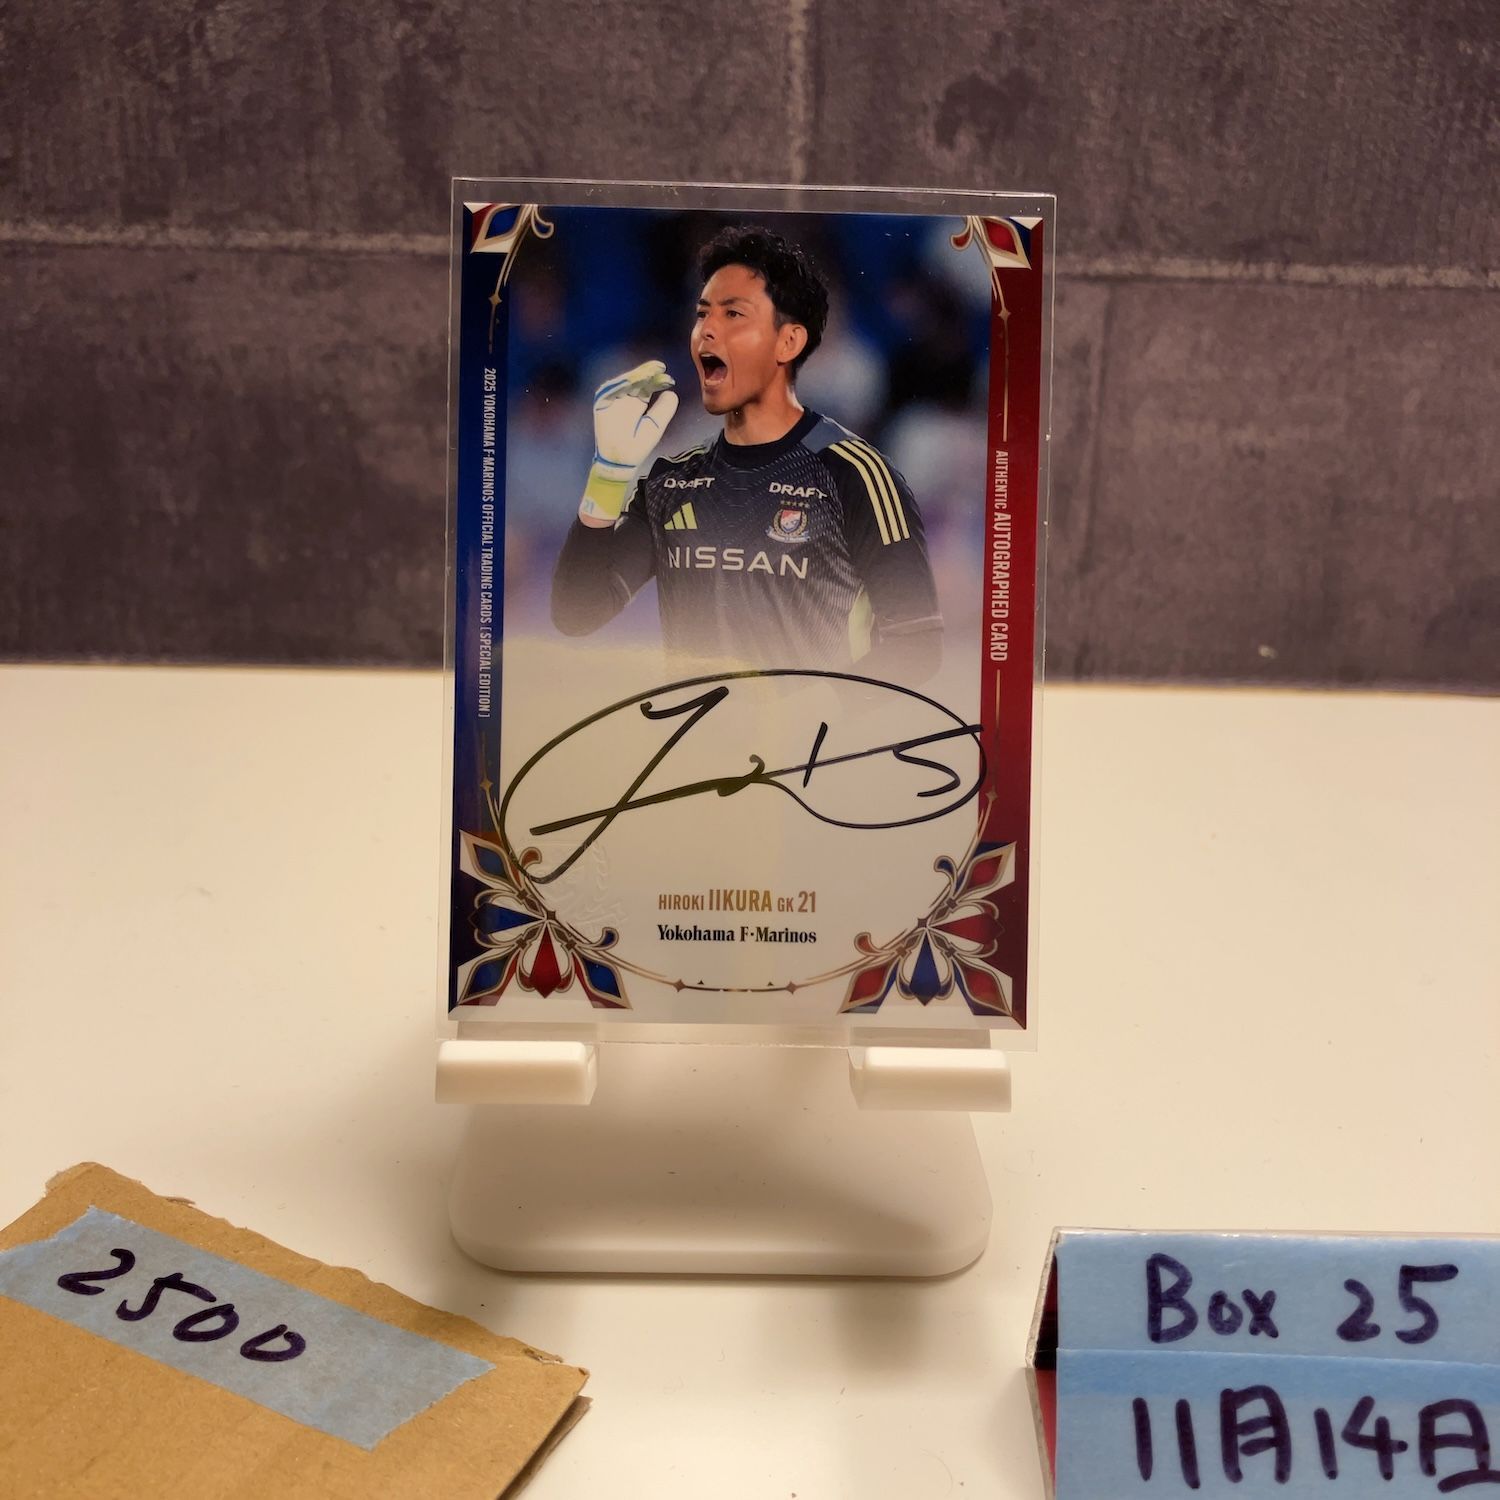 2025 YOKOHAMA F·MARINOS OFFICIAL TRADING CARDS [ SPECIAL EDITION ]
AUTHENTIC AUTOGRAPHED CARD
DRAFT DRAFT
NISSAN
21
HIROKI IIKURA GK 21
Yokohama F·Marinos
2500
Box 25
11月14日